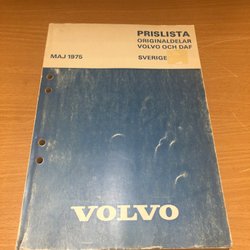 PRISLISTA
ORIGINALDELAR
VOLVO OCH DAF
MAJ 1975
SVERIGE
VOLVO